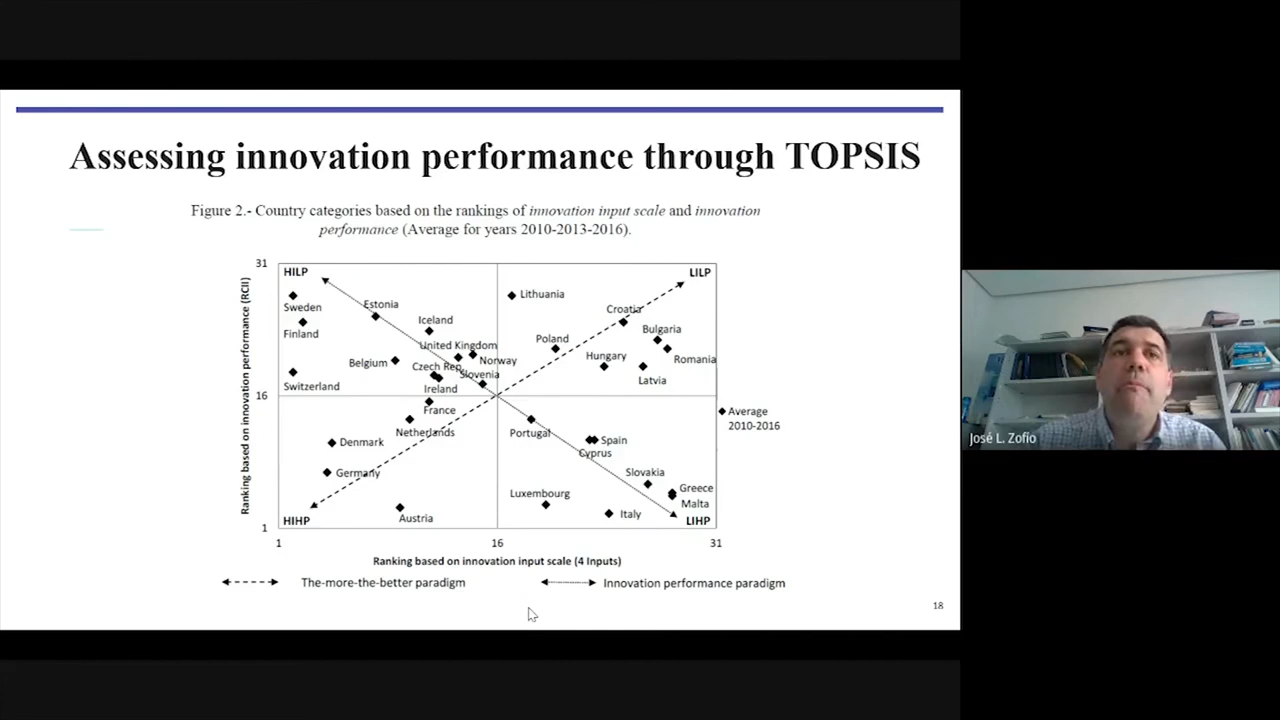 Assessing innovation performance through TOPSIS
Figure 2.- Country categories based on the rankings of innovation input scale and innovation
performance (Average for years 2010-2013-2016).
31
HILP
LILP
Sweden
Estonia
Lithuania
Finland
Iceland
Croatia
United Kingdom
Bulgaria
Belgium
Norway
Poland
Romania
Czech Rep.
Slovenia
Hungary
Switzerland
Ireland
Latvia
16
France
Average
2010-2016
Netherlands
Portugal
Denmark
Spain
Cyprus
Germany
Slovakia
Greece
Luxembourg
Malta
HIHP
Austria
Italy
LIHP
1
Ranking based on innovation performance (RCII)
1
16
31
Ranking based on innovation input scale (4 Inputs)
The-more-the-better paradigm
Innovation performance paradigm
18
José L. Zofío